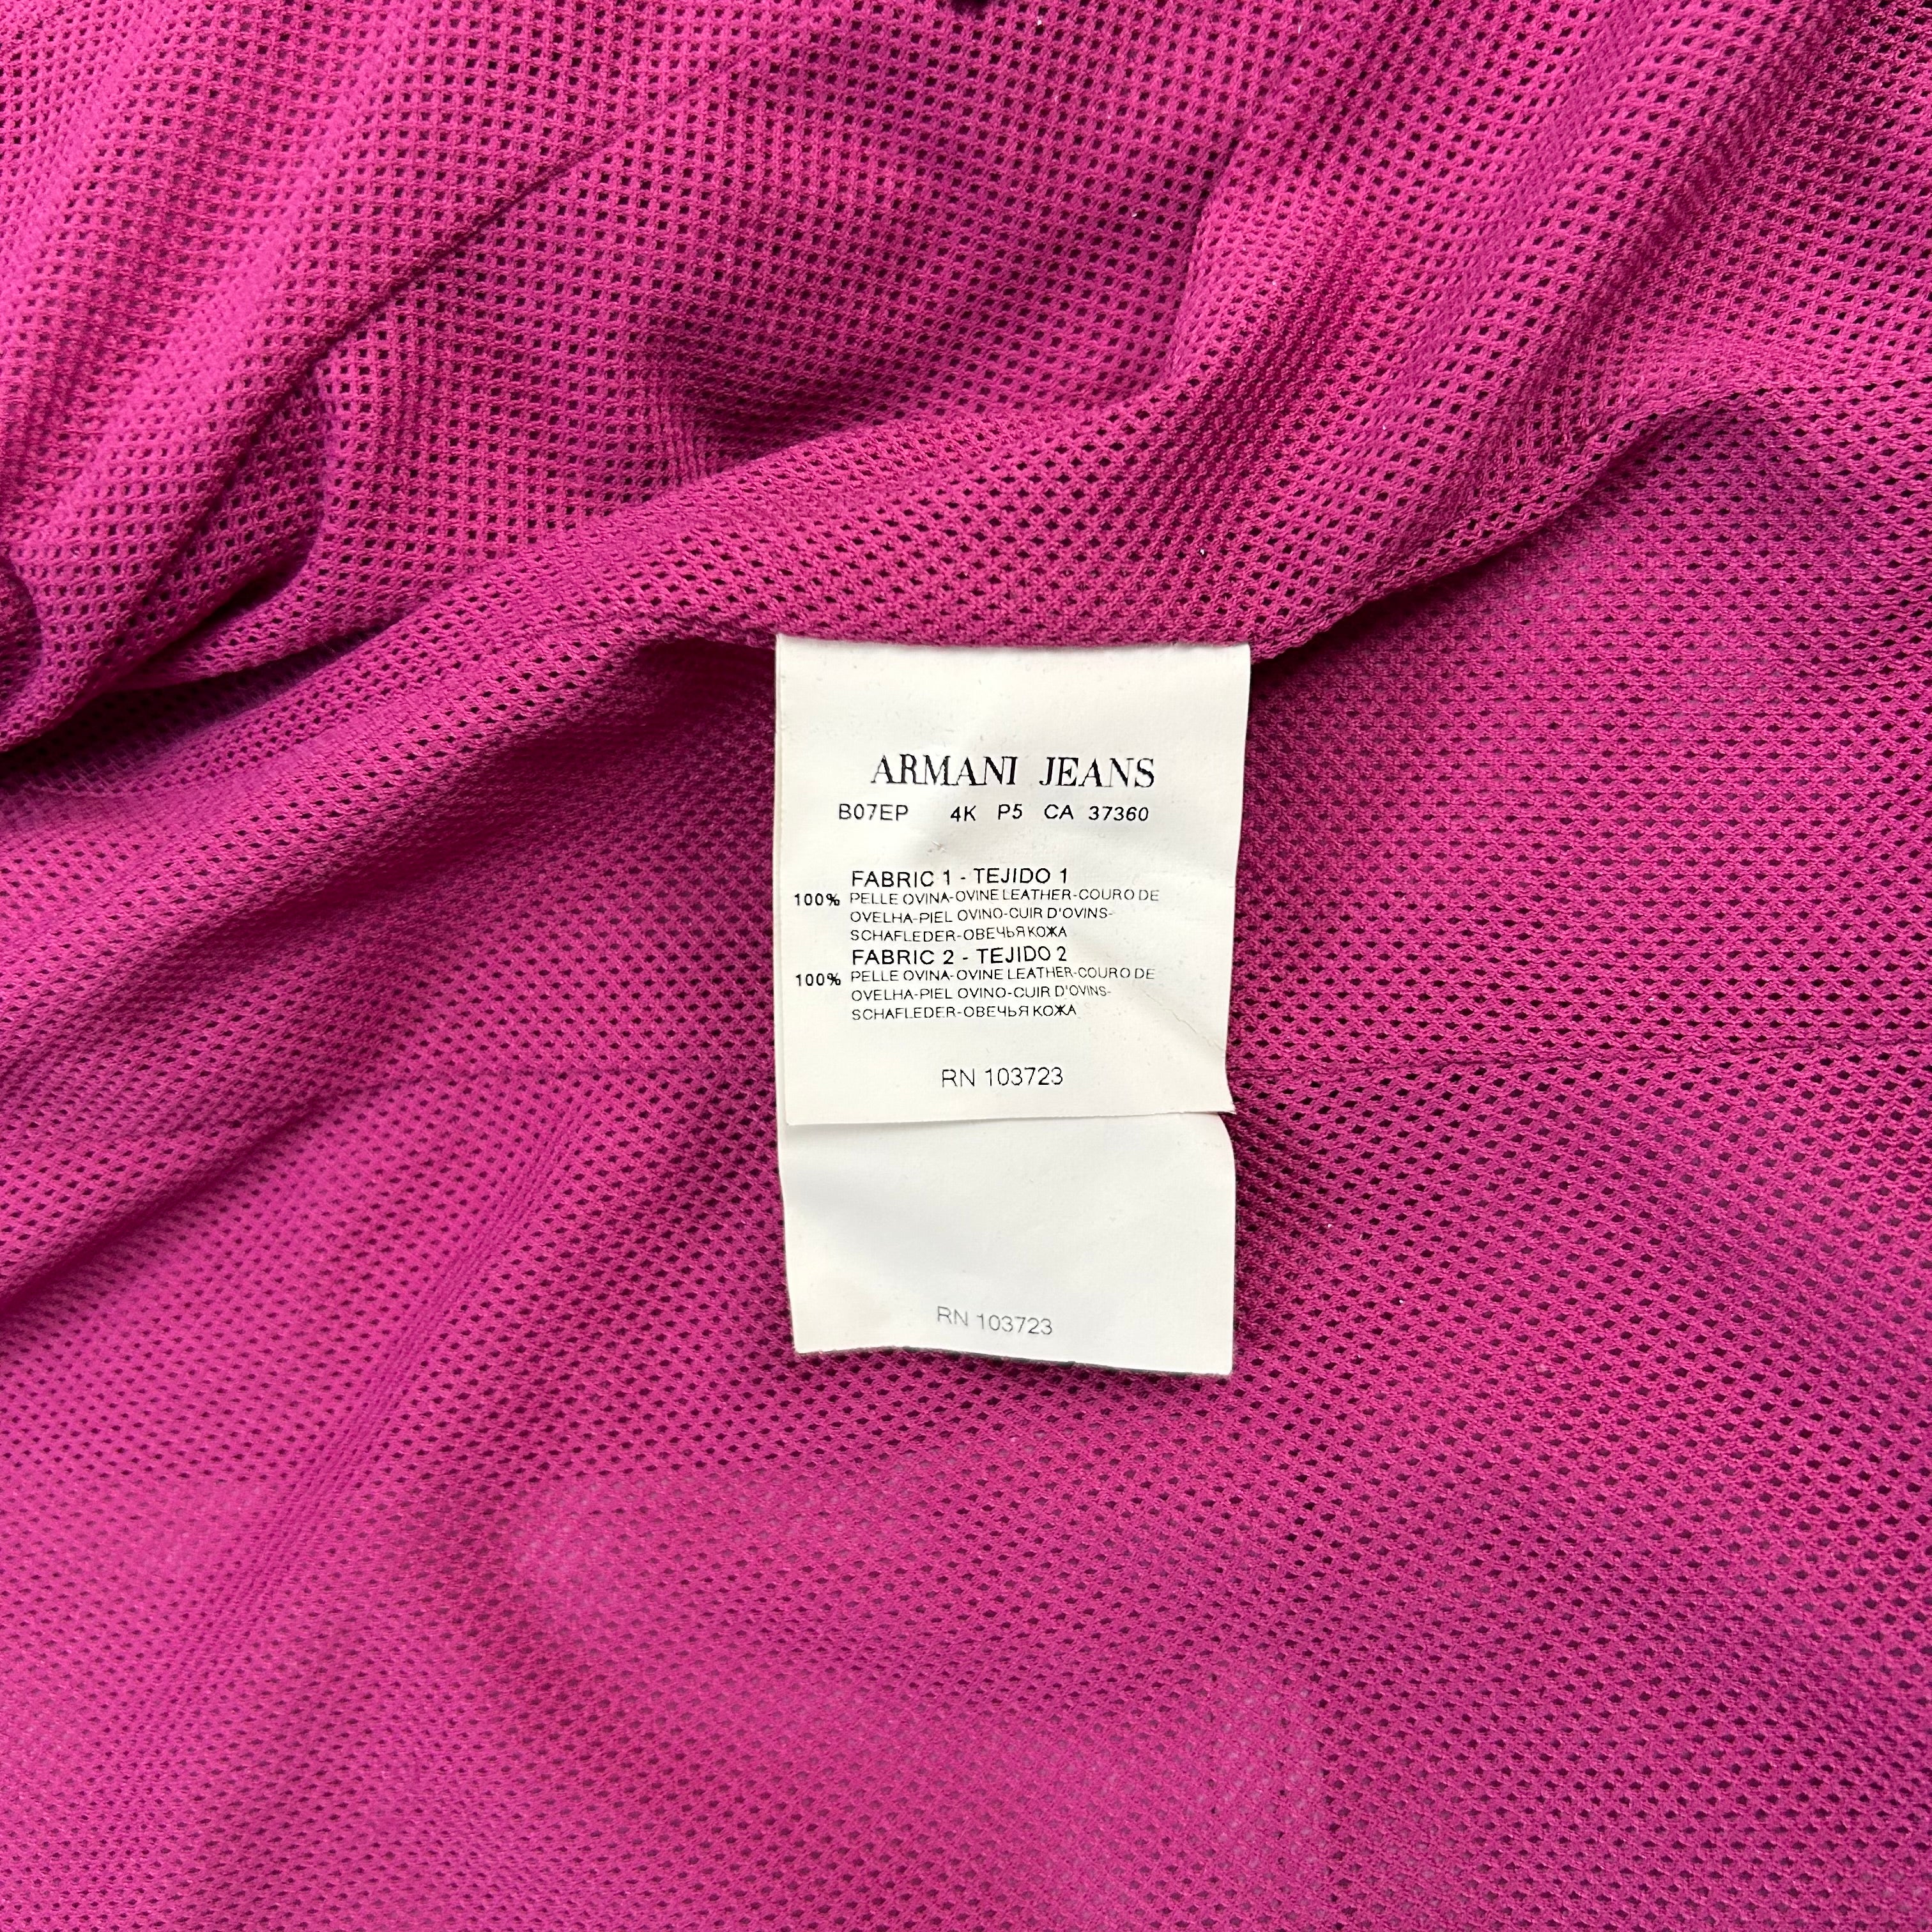 ARMANI JEANS
B07EP 4K P5 CA 37360
FABRIC 1 - TEJIDO 1
100% PELLE OVINA-OVINE LEATHER-COURO DE
OVELHA-PIEL OVINO-CUIR D'OVINS-
SCHAFLEDER-ОВЕЧЬЯ КОЖА
FABRIC 2 - TEJIDO 2
100% PELLE OVINA-OVINE LEATHER-COURO DE
OVELHA-PIEL OVINO-CUIR D'OVINS-
SCHAFLEDER-ОВЕЧЬЯ КОЖА
RN 103723
RN 103723